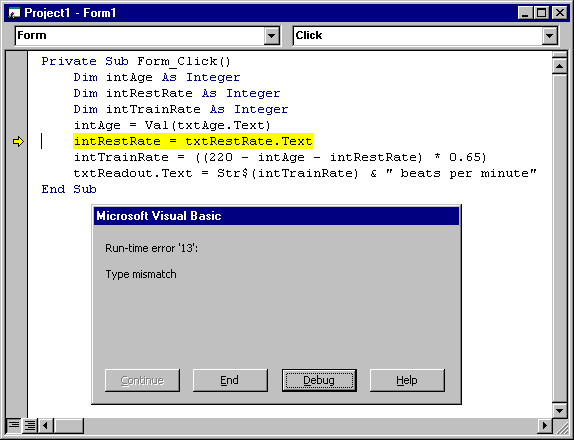 Project1 - Form1
Form Click
Private Sub Form_Click()
    Dim intAge As Integer
    Dim intRestRate As Integer
    Dim intTrainRate As Integer
    intAge = Val(txtAge.Text)
    intRestRate = txtRestRate.Text
    intTrainRate = ((220 - intAge - intRestRate) * 0.65)
    txtReadout.Text = Str$(intTrainRate) & " beats per minute"
End Sub
Microsoft Visual Basic
Run-time error '13':
Type mismatch
Continue End Debug Help